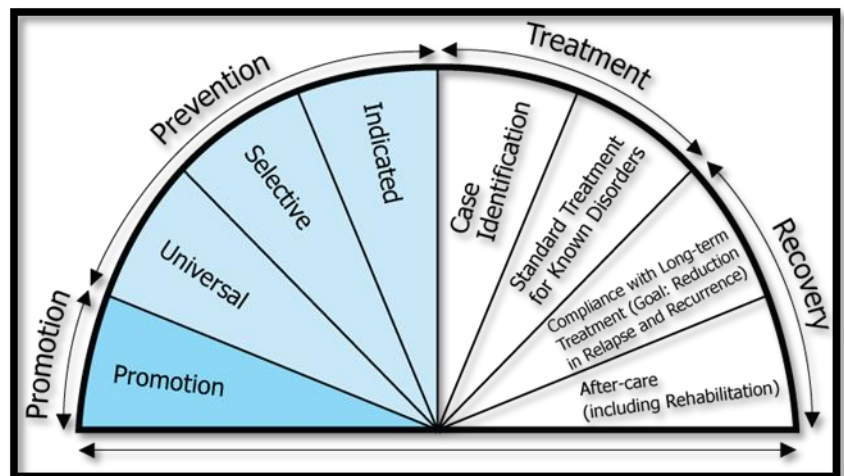 Promotion
Prevention
Treatment
Recovery
Promotion
Universal
Selective
Indicated
Case
Identification
Standard Treatment
for Known Disorders
Compliance with Long-term
Treatment (Goal: Reduction
in Relapse and Recurrence)
After-care
(including Rehabilitation)